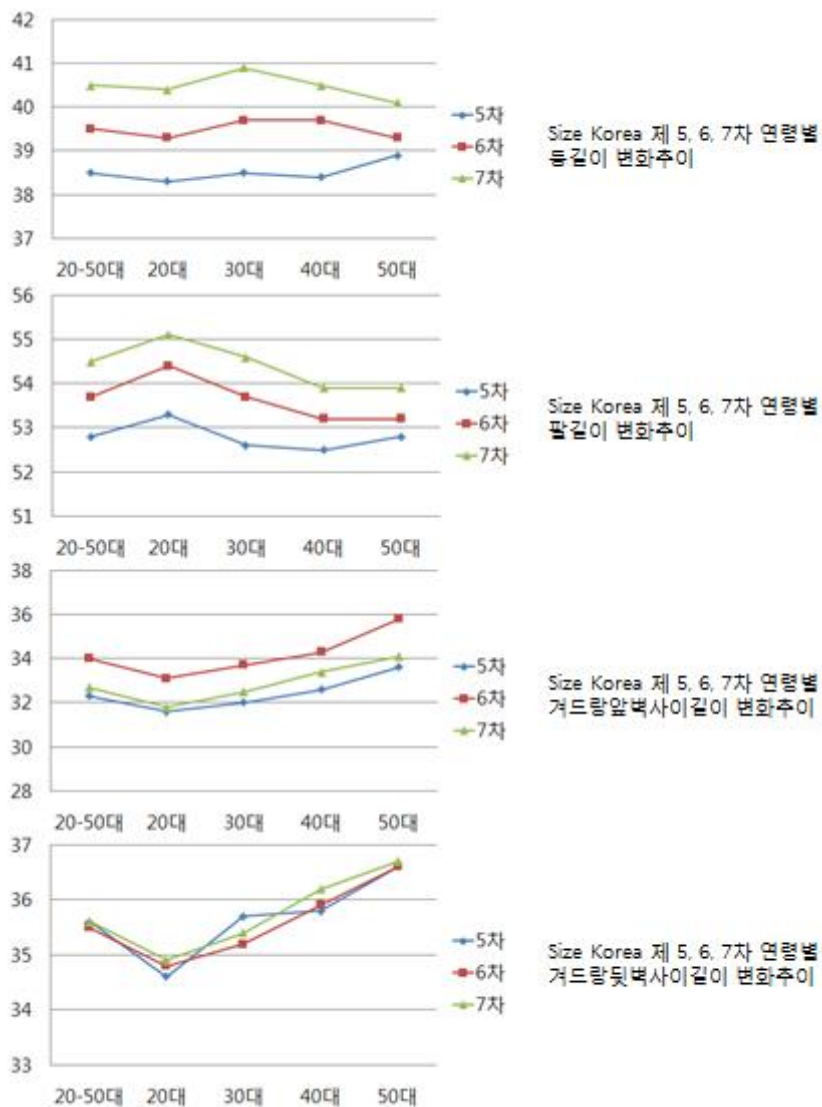 42
41
40
39
38
37
5차
6차
7차
Size Korea 제 5, 6, 7차 연령별
등길이 변화추이
20-50대 20대 30대 40대 50대
56
55
54
53
52
51
5차
6차
7차
Size Korea 제 5, 6, 7차 연령별
팔길이 변화추이
20-50대 20대 30대 40대 50대
38
36
34
32
30
28
5차
6차
7차
Size Korea 제 5, 6, 7차 연령별
겨드랑앞벽사이길이 변화추이
20-50대 20대 30대 40대 50대
37
36
35
34
33
5차
6차
7차
Size Korea 제 5, 6, 7차 연령별
겨드랑뒷벽사이길이 변화추이
20-50대 20대 30대 40대 50대